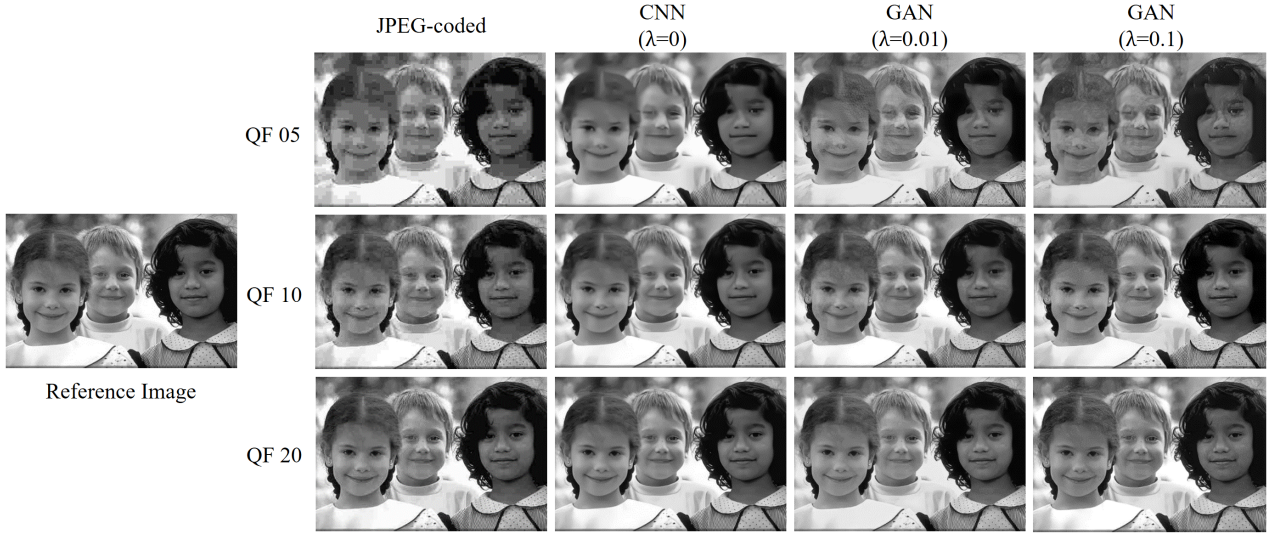 JPEG-coded
CNN
(λ=0)
GAN
(λ=0.01)
GAN
(λ=0.1)
QF 05
QF 10
Reference Image
QF 20